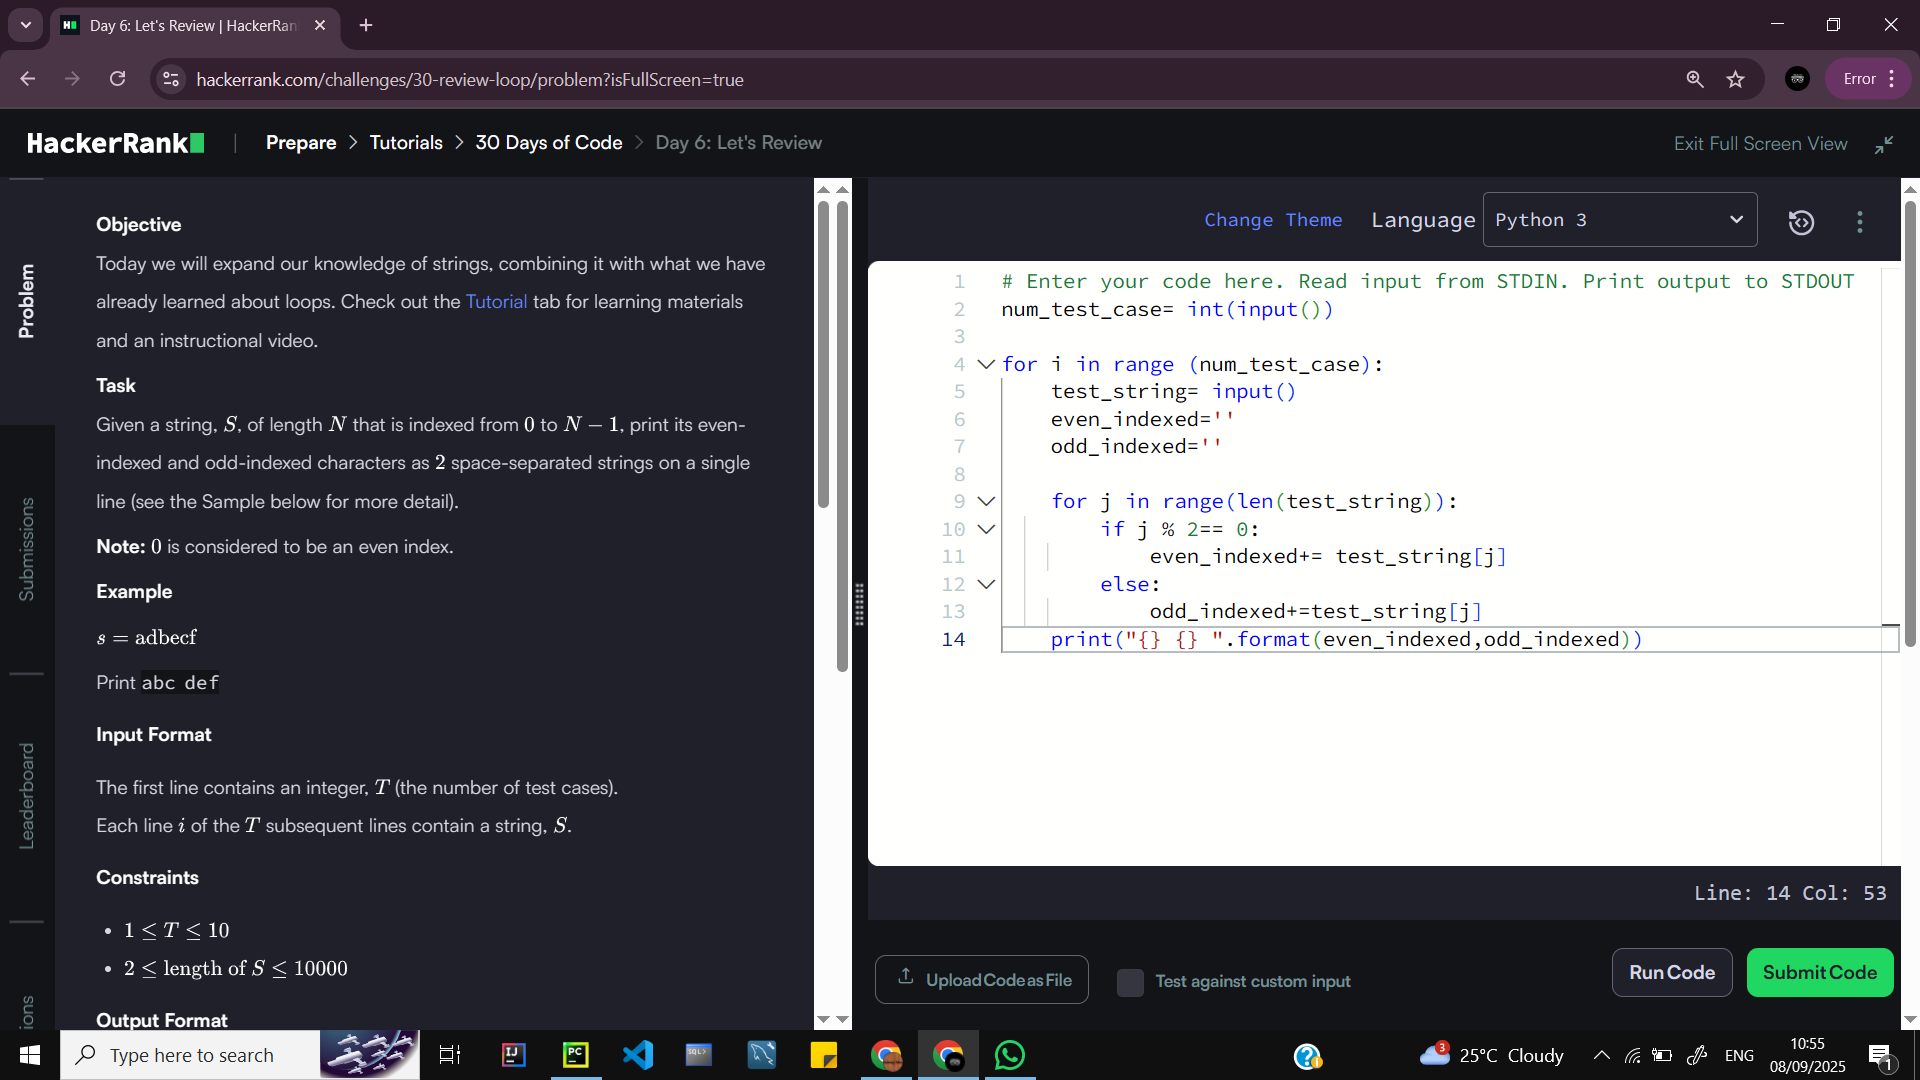 Day 6: Let's Review | HackerRan
hackerrank.com/challenges/30-review-loop/problem?isFullScreen=true
Error
HackerRank
Prepare > Tutorials > 30 Days of Code > Day 6: Let's Review
Exit Full Screen View
Problem
Submissions
Leaderboard
ions
Objective
Today we will expand our knowledge of strings, combining it with what we have
already learned about loops. Check out the Tutorial tab for learning materials
and an instructional video.
Task
Given a string, S, of length N that is indexed from 0 to N − 1, print its even-
indexed and odd-indexed characters as 2 space-separated strings on a single
line (see the Sample below for more detail).
Note: 0 is considered to be an even index.
Example
s = adbecf
Print abc def
Input Format
The first line contains an integer, T (the number of test cases).
Each line i of the T subsequent lines contain a string, S.
Constraints
• 1 ≤ T ≤ 10
• 2 ≤ length of S ≤ 10000
Output Format
Change Theme Language Python 3
1 # Enter your code here. Read input from STDIN. Print output to STDOUT
2 num_test_case= int(input())
3
4 for i in range (num_test_case):
5     test_string= input()
6     even_indexed=''
7     odd_indexed=''
8
9     for j in range(len(test_string)):
10         if j % 2== 0:
11             even_indexed+= test_string[j]
12         else:
13             odd_indexed+=test_string[j]
14     print("{} {} ".format(even_indexed,odd_indexed))
Line: 14 Col: 53
Upload Code as File
Test against custom input
Run Code
Submit Code
Type here to search
IJ
PC
SQL>
3
25°C Cloudy
ENG
10:55
08/09/2025
1